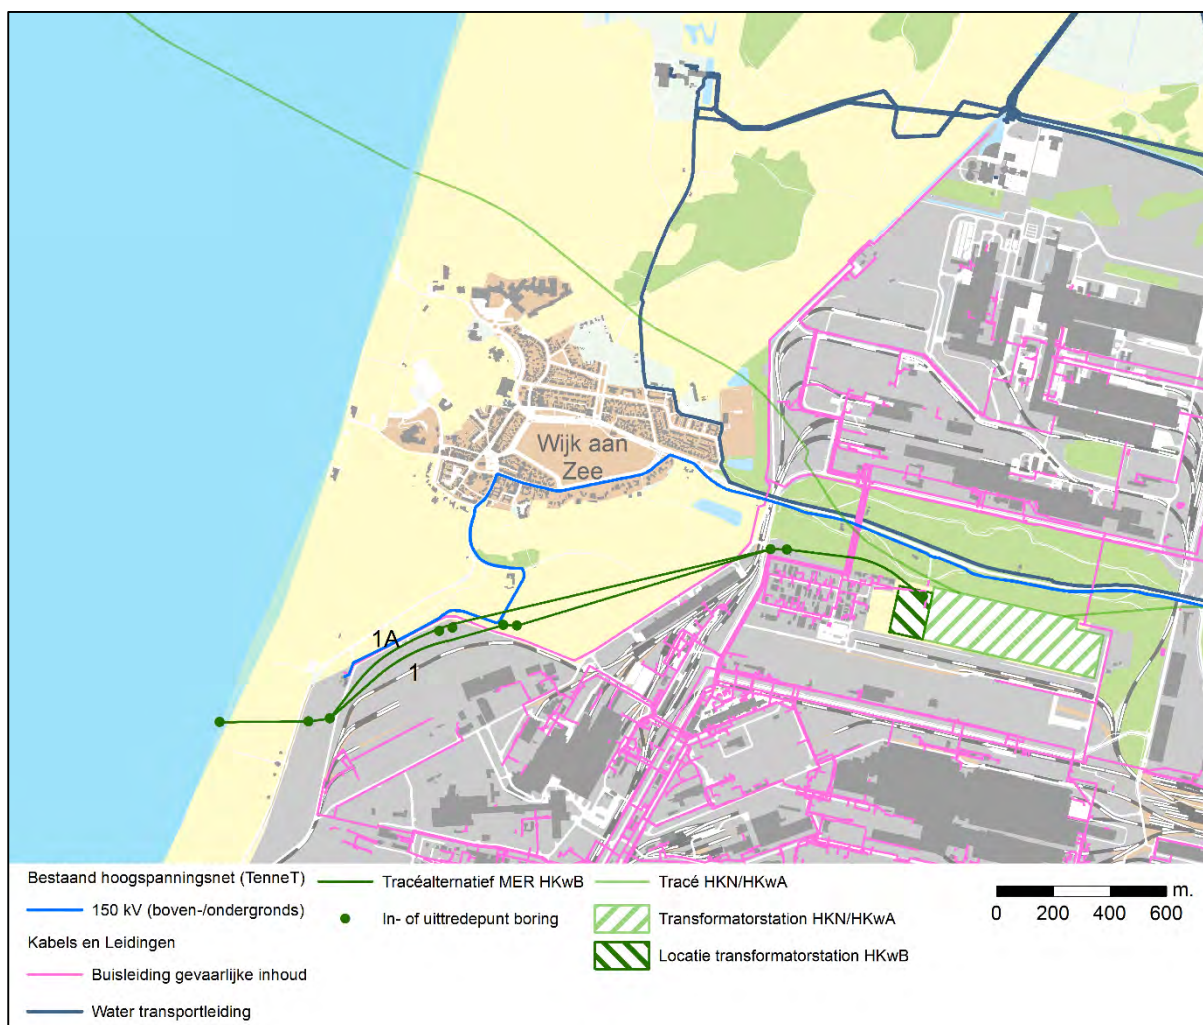 Wijk aan
Zee
1A
1
Bestaand hoogspanningsnet (TenneT)
150 kV (boven-/ondergronds)
Kabels en Leidingen
Buisleiding gevaarlijke inhoud
Water transportleiding
Tracéalternatief MER HKwB
In- of uittredepunt boring
Tracé HKN/HKwA
Transformatorstation HKN/HKwA
Locatie transformatorstation HKwB
m.
0 200 400 600